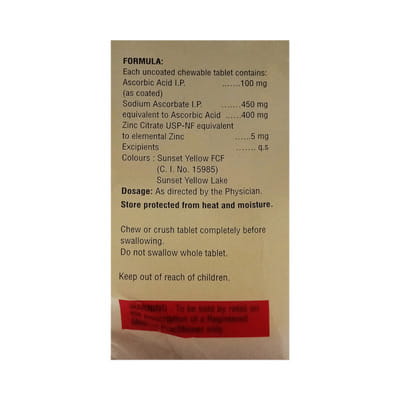 FORMULA:
Each uncoated chewable tablet contains:
Ascorbic Acid I.P. .......100 mg
(as coated)
Sodium Ascorbate I.P. .......450 mg
equivalent to Ascorbic Acid .....400 mg
Zinc Citrate USP-NF equivalent
to elemental Zinc .....5 mg
Excipients .......q.s
Colours : Sunset Yellow FCF
(C. I. No. 15985)
Sunset Yellow Lake
Dosage: As directed by the Physician.
Store protected from heat and moisture.
Chew or crush tablet completely before
swallowing.
Do not swallow whole tablet.
Keep out of reach of children.
WARNING : To be sold by retail on
the prescription of a Registered
Medical Practitioner only.